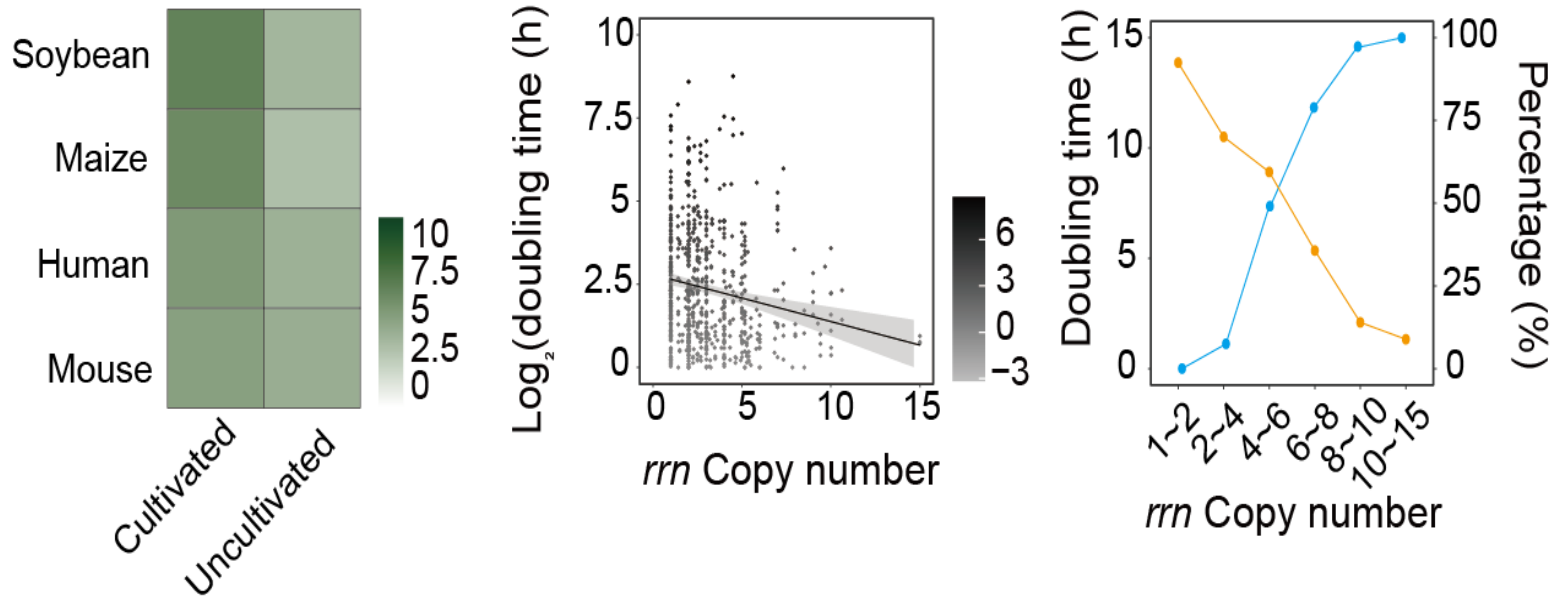 Soybean
Maize
Human
Mouse
Cultivated
Uncultivated
10
7.5
5
2.5
0
Log₂(doubling time (h)
10
7.5
5
2.5
0
0 5 10 15
rrn Copy number
6
3
0
−3
Doubling time (h)
15
10
5
0
100
75
50
25
0
Percentage (%)
1~2
2~4
4~6
6~8
8~10
10~15
rrn Copy number